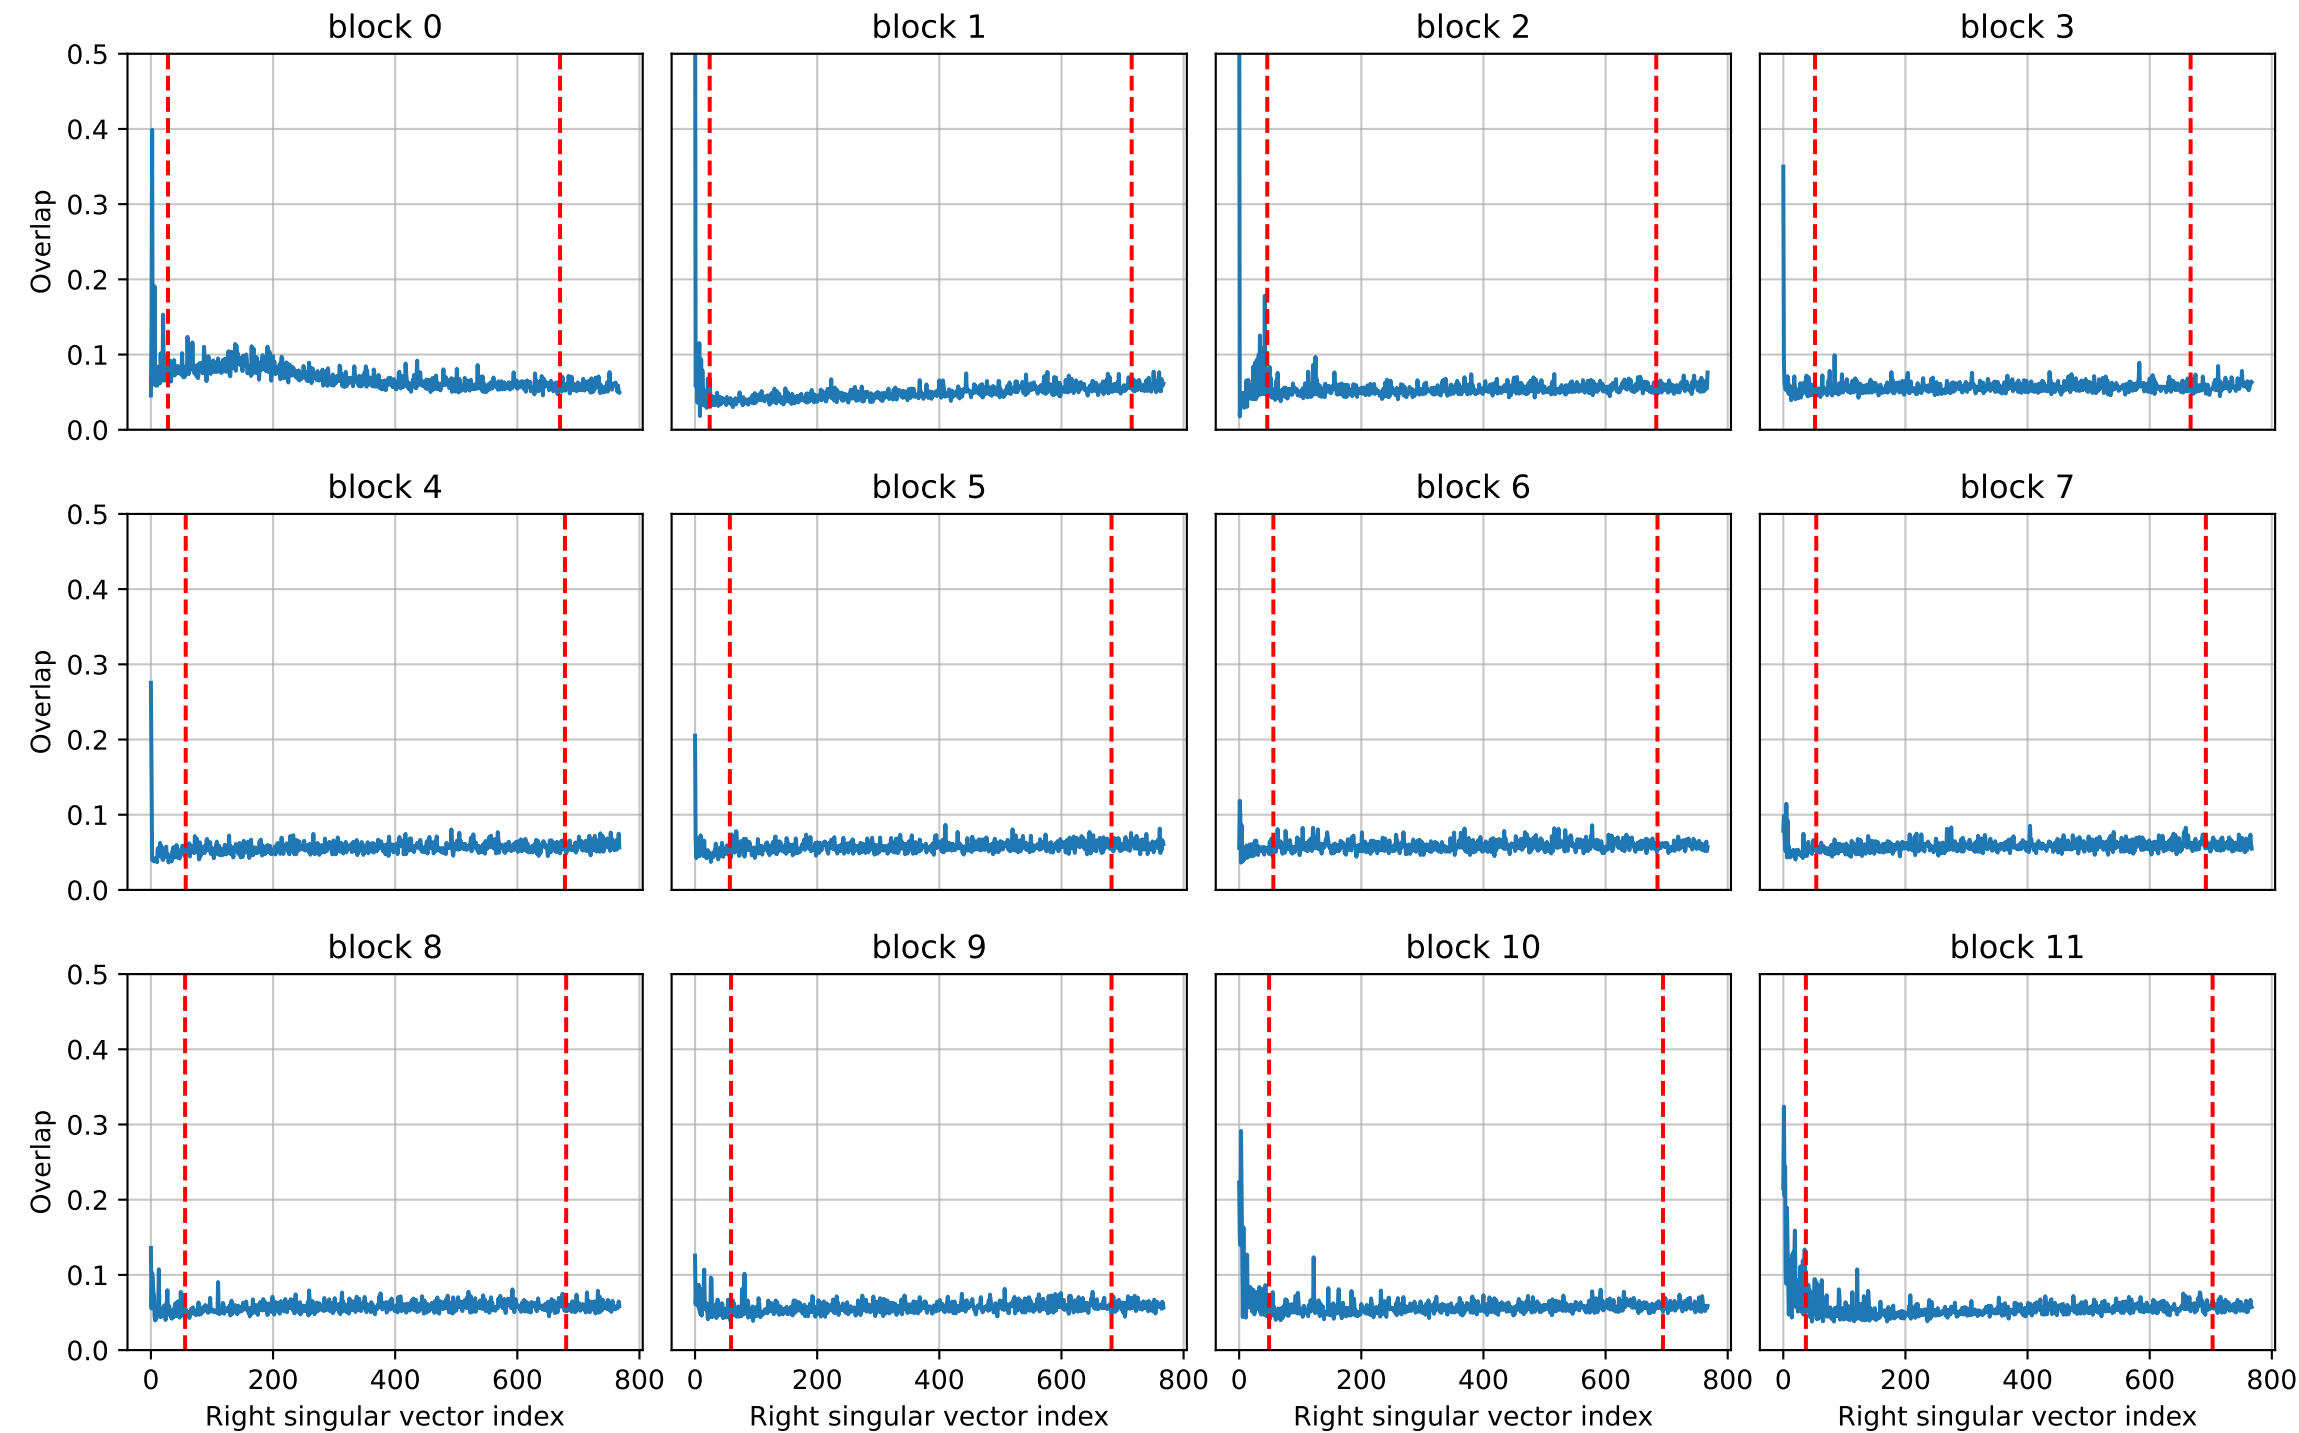 block 0
block 1
block 2
block 3
0.5
0.4
0.3
0.2
0.1
0.0
Overlap
block 4
block 5
block 6
block 7
0.5
0.4
0.3
0.2
0.1
0.0
Overlap
block 8
block 9
block 10
block 11
0.5
0.4
0.3
0.2
0.1
0.0
Overlap
0 200 400 600 800
0 200 400 600 800
0 200 400 600 800
0 200 400 600 800
Right singular vector index
Right singular vector index
Right singular vector index
Right singular vector index